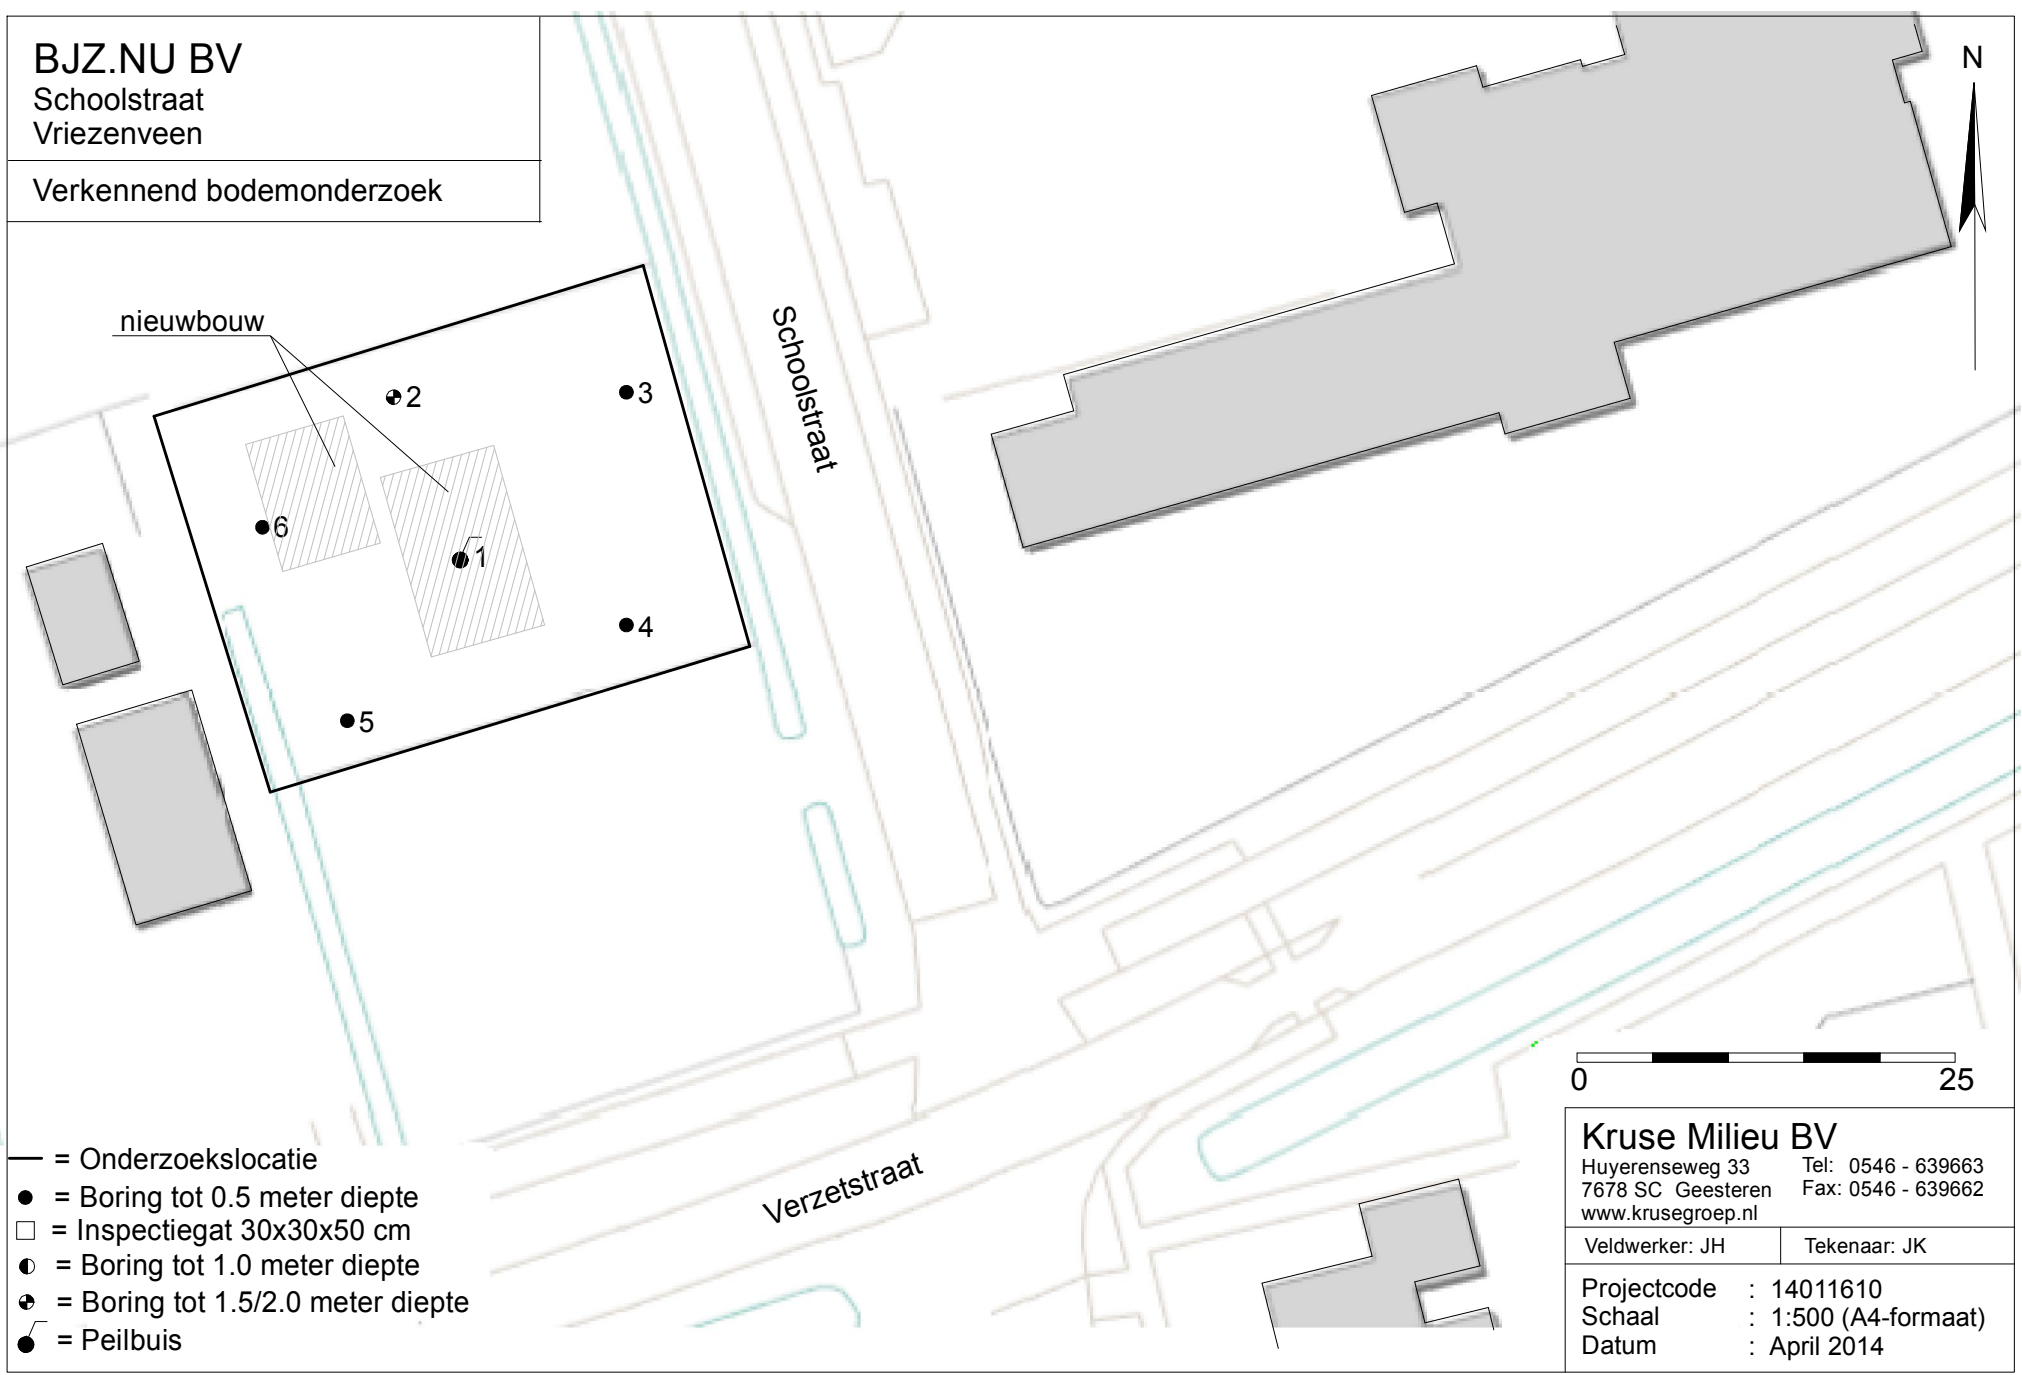 BJZ.NU BV
Schoolstraat
Vriezenveen
Verkennend bodemonderzoek
N
nieuwbouw
2
3
6
1
4
5
Schoolstraat
Verzetstraat
= Onderzoekslocatie
= Boring tot 0.5 meter diepte
= Inspectiegat 30x30x50 cm
= Boring tot 1.0 meter diepte
= Boring tot 1.5/2.0 meter diepte
= Peilbuis
0 25
Kruse Milieu BV
Huyerenseweg 33 Tel: 0546 - 639663
7678 SC Geesteren Fax: 0546 - 639662
www.krusegroep.nl
Veldwerker: JH Tekenaar: JK
Projectcode : 14011610
Schaal : 1:500 (A4-formaat)
Datum : April 2014